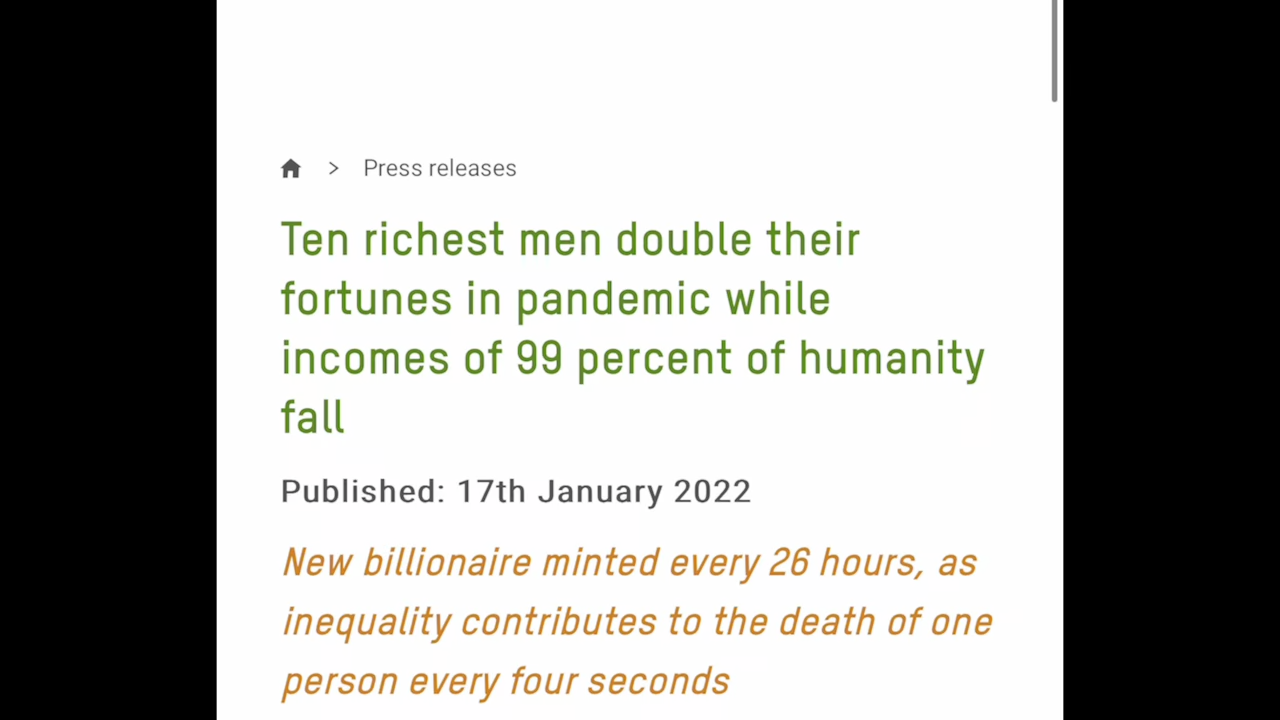 > Press releases
Ten richest men double their
fortunes in pandemic while
incomes of 99 percent of humanity
fall
Published: 17th January 2022
New billionaire minted every 26 hours, as
inequality contributes to the death of one
person every four seconds